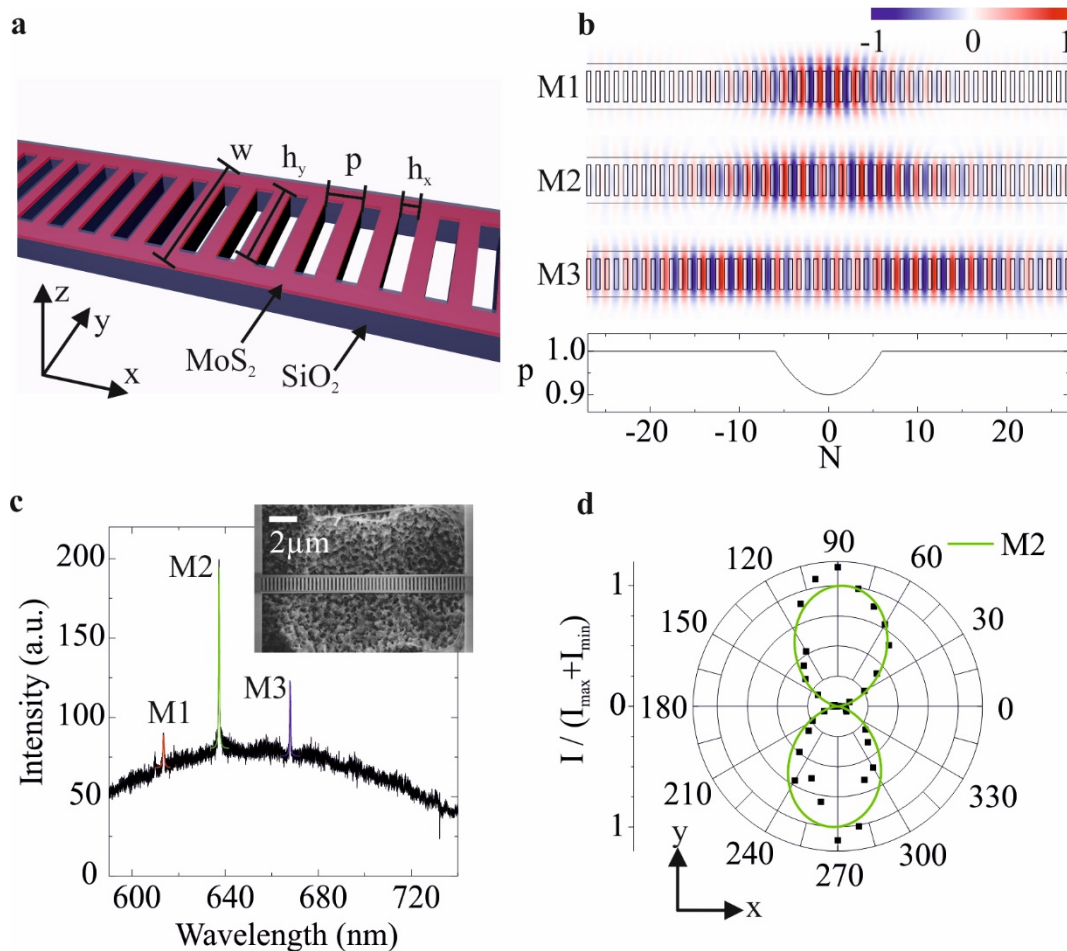 a
w
h_y
p
h_x
z
y
x
MoS₂
SiO₂
b
-1 0 1
M1
M2
M3
1.0
p
0.9
-20 -10 0 10 20
N
c
2µm
200
M2
150
M3
100
M1
50
0
Intensity (a.u.)
600 640 680 720
Wavelength (nm)
d
M2
90
120 60
1
150 30
180 0 0
210 330
1
240 300
270
I / (I_max+I_min)
y
x